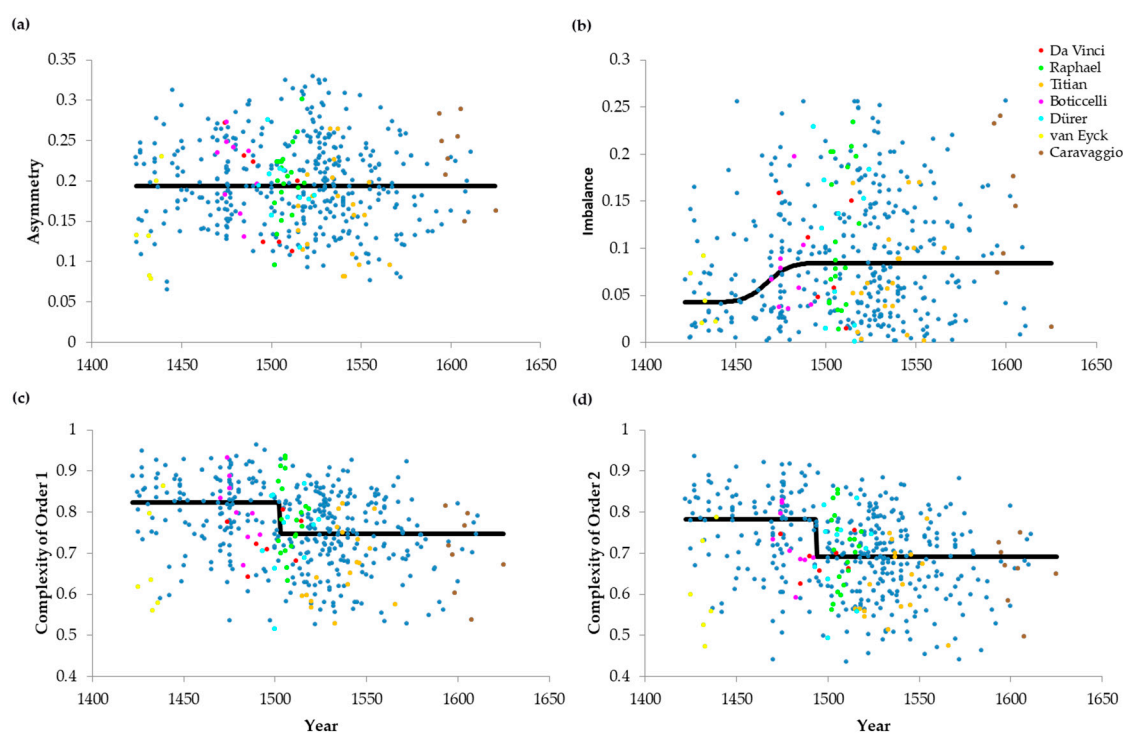 (a)
Asymmetry
0.35
0.3
0.25
0.2
0.15
0.1
0.05
0
1400 1450 1500 1550 1600 1650
(b)
Imbalance
0.3
0.25
0.2
0.15
0.1
0.05
0
1400 1450 1500 1550 1600 1650
Da Vinci
Raphael
Titian
Boticcelli
Dürer
van Eyck
Caravaggio
(c)
Complexity of Order 1
1
0.9
0.8
0.7
0.6
0.5
0.4
1400 1450 1500 1550 1600 1650
Year
(d)
Complexity of Order 2
1
0.9
0.8
0.7
0.6
0.5
0.4
1400 1450 1500 1550 1600 1650
Year